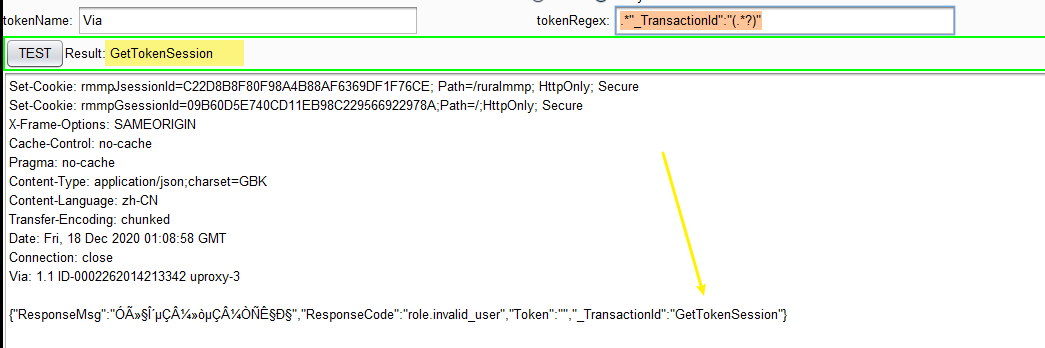 tokenName: Via tokenRegex: .*"_TransactionId":"(.*?)"
TEST Result: GetTokenSession
Set-Cookie: rmmpJsessionId=C22D8B8F80F98A4B88AF6369DF1F76CE; Path=/ruralmmp; HttpOnly; Secure
Set-Cookie: rmmpGsessionId=09B60D5E740CD11EB98C229566922978A;Path=/;HttpOnly; Secure
X-Frame-Options: SAMEORIGIN
Cache-Control: no-cache
Pragma: no-cache
Content-Type: application/json;charset=GBK
Content-Language: zh-CN
Transfer-Encoding: chunked
Date: Fri, 18 Dec 2020 01:08:58 GMT
Connection: close
Via: 1.1 ID-0002262014213342 uproxy-3
{"ResponseMsg":"ÓÃ»§Î´µÇÂ¼»òµÇÂ¼ÒÑÊ§Ð§","ResponseCode":"role.invalid_user","Token":"","_TransactionId":"GetTokenSession"}